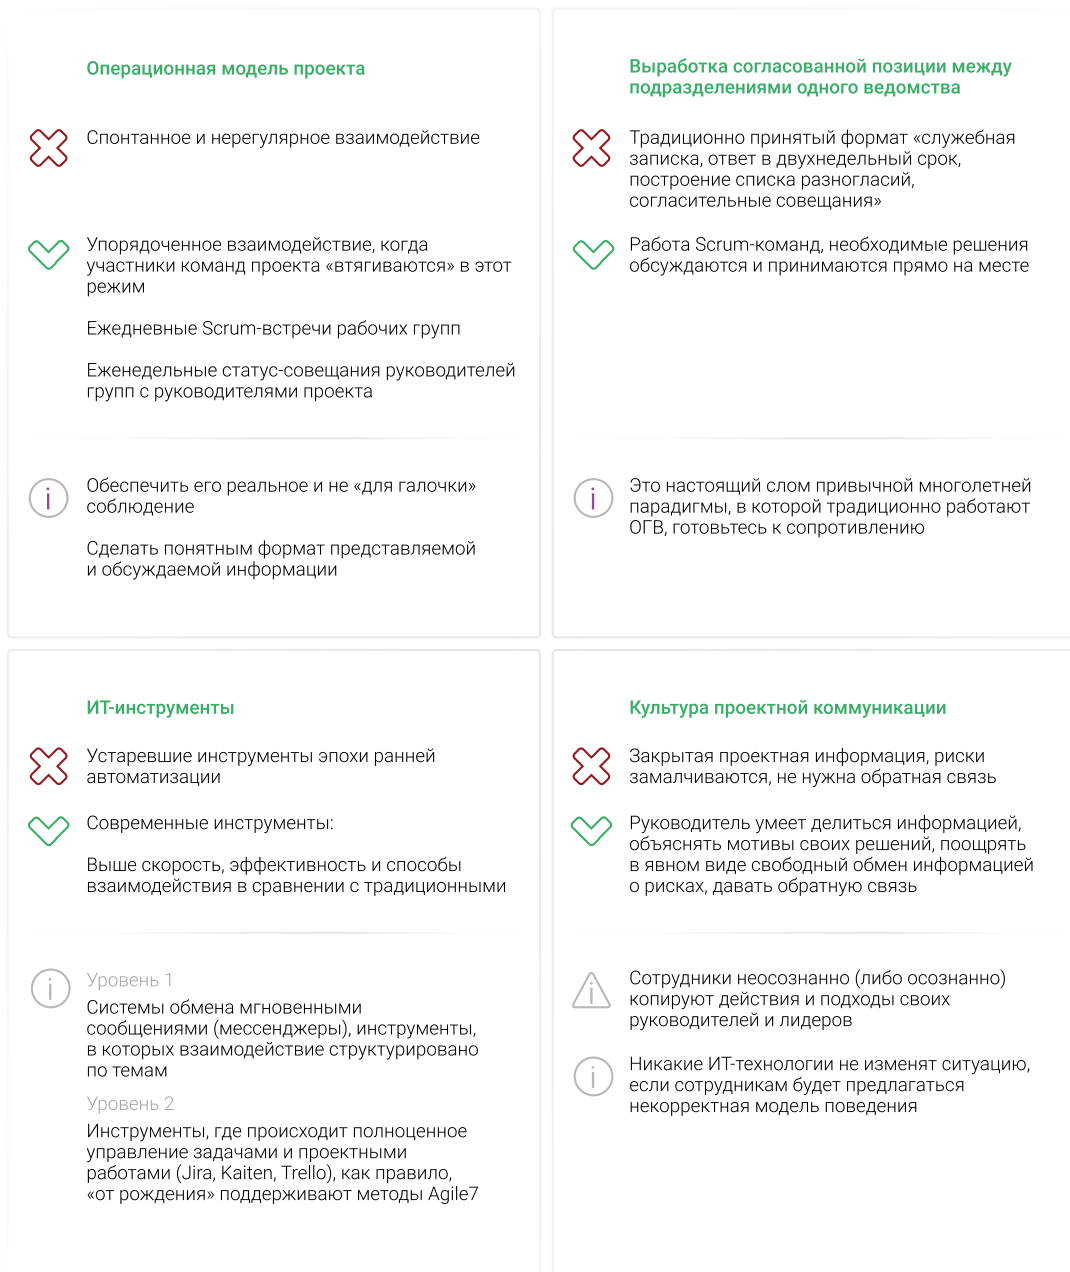 Операционная модель проекта
Спонтанное и нерегулярное взаимодействие
Упорядоченное взаимодействие, когда
участники команд проекта «втягиваются» в этот
режим
Ежедневные Scrum-встречи рабочих групп
Еженедельные статус-совещания руководителей
групп с руководителями проекта
Обеспечить его реальное и не «для галочки»
соблюдение
Сделать понятным формат представляемой
и обсуждаемой информации
Выработка согласованной позиции между
подразделениями одного ведомства
Традиционно принятый формат «служебная
записка, ответ в двухнедельный срок,
построение списка разногласий,
согласительные совещания»
Работа Scrum-команд, необходимые решения
обсуждаются и принимаются прямо на месте
Это настоящий слом привычной многолетней
парадигмы, в которой традиционно работают
ОГВ, готовьтесь к сопротивлению
ИТ-инструменты
Устаревшие инструменты эпохи ранней
автоматизации
Современные инструменты:
Выше скорость, эффективность и способы
взаимодействия в сравнении с традиционными
Уровень 1
Системы обмена мгновенными
сообщениями (мессенджеры), инструменты,
в которых взаимодействие структурировано
по темам
Уровень 2
Инструменты, где происходит полноценное
управление задачами и проектными
работами (Jira, Kaiten, Trello), как правило,
«от рождения» поддерживают методы Agile7
Культура проектной коммуникации
Закрытая проектная информация, риски
замалчиваются, не нужна обратная связь
Руководитель умеет делиться информацией,
объяснять мотивы своих решений, поощрять
в явном виде свободный обмен информацией
о рисках, давать обратную связь
Сотрудники неосознанно (либо осознанно)
копируют действия и подходы своих
руководителей и лидеров
Никакие ИТ-технологии не изменят ситуацию,
если сотрудникам будет предлагаться
некорректная модель поведения